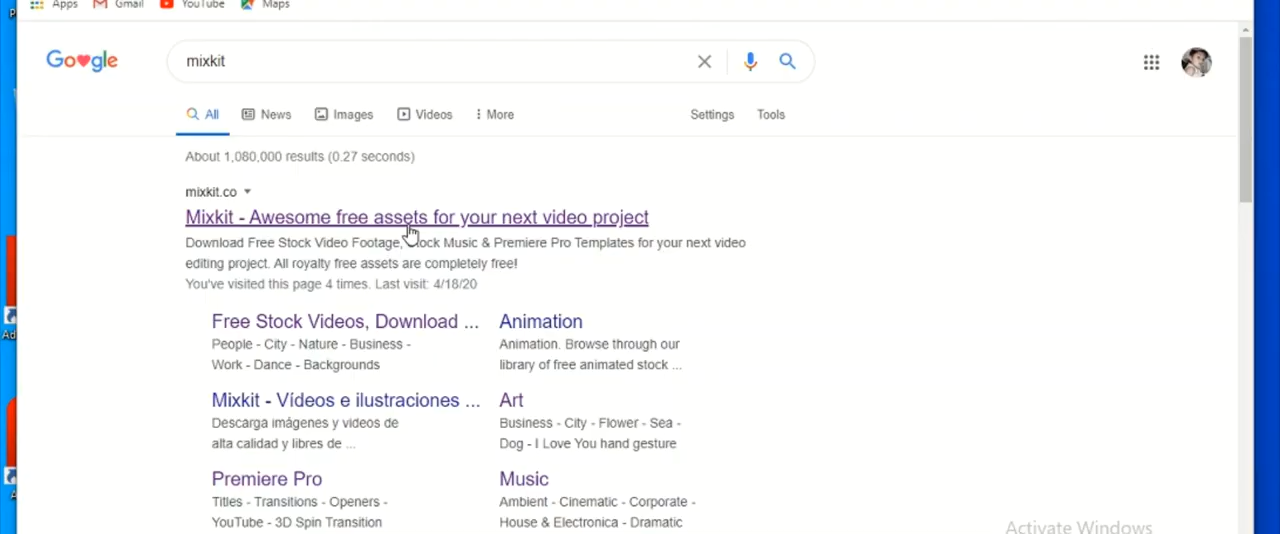 Apps Gmail YouTube Maps
Google mixkit
All News Images Videos More Settings Tools
About 1,080,000 results (0.27 seconds)
mixkit.co
Mixkit - Awesome free assets for your next video project
Download Free Stock Video Footage, Stock Music & Premiere Pro Templates for your next video
editing project. All royalty free assets are completely free!
You've visited this page 4 times. Last visit: 4/18/20
Free Stock Videos, Download ... Animation
People - City - Nature - Business - Animation. Browse through our
Work - Dance - Backgrounds library of free animated stock ...
Mixkit - Vídeos e ilustraciones ... Art
Descarga imágenes y videos de Business - City - Flower - Sea -
alta calidad y libres de ... Dog - I Love You hand gesture
Premiere Pro Music
Titles - Transitions - Openers - Ambient - Cinematic - Corporate -
YouTube - 3D Spin Transition House & Electronica - Dramatic
Activate Windows